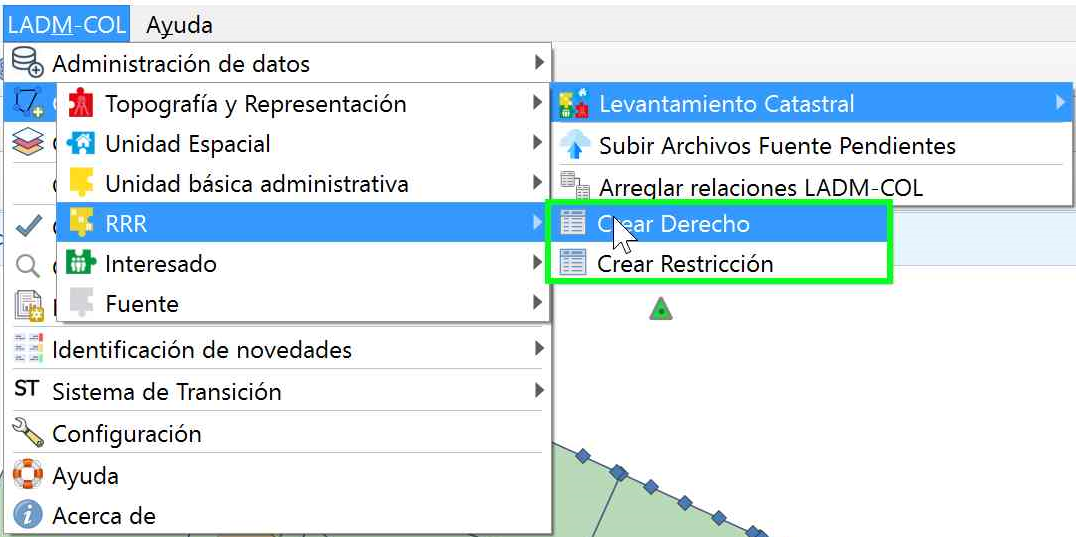 LADM-COL Ayuda
Administración de datos
Topografía y Representación
Levantamiento Catastral
Unidad Espacial
Subir Archivos Fuente Pendientes
Unidad básica administrativa
Arreglar relaciones LADM-COL
RRR
Crear Derecho
Interesado
Crear Restricción
Fuente
Identificación de novedades
ST Sistema de Transición
Configuración
Ayuda
Acerca de